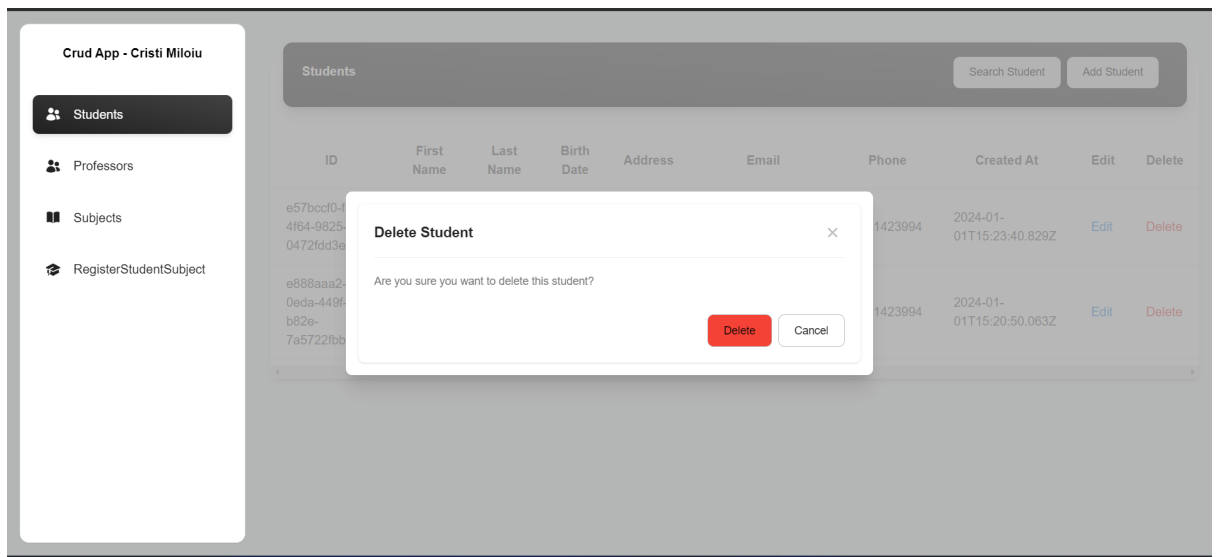 Crud App - Cristi Miloiu
Students
Professors
Subjects
RegisterStudentSubject
Students
Search Student
Add Student
ID
First Name
Last Name
Birth Date
Address
Email
Phone
Created At
Edit
Delete
e57bccf0-f
4f64-9825-
0472fdd3e
1423994
2024-01-
01T15:23:40.829Z
Edit
Delete
e888aaa2-
0eda-449f-
b82e-
7a5722fbb
1423994
2024-01-
01T15:20:50.063Z
Edit
Delete
Delete Student
×
Are you sure you want to delete this student?
Delete
Cancel